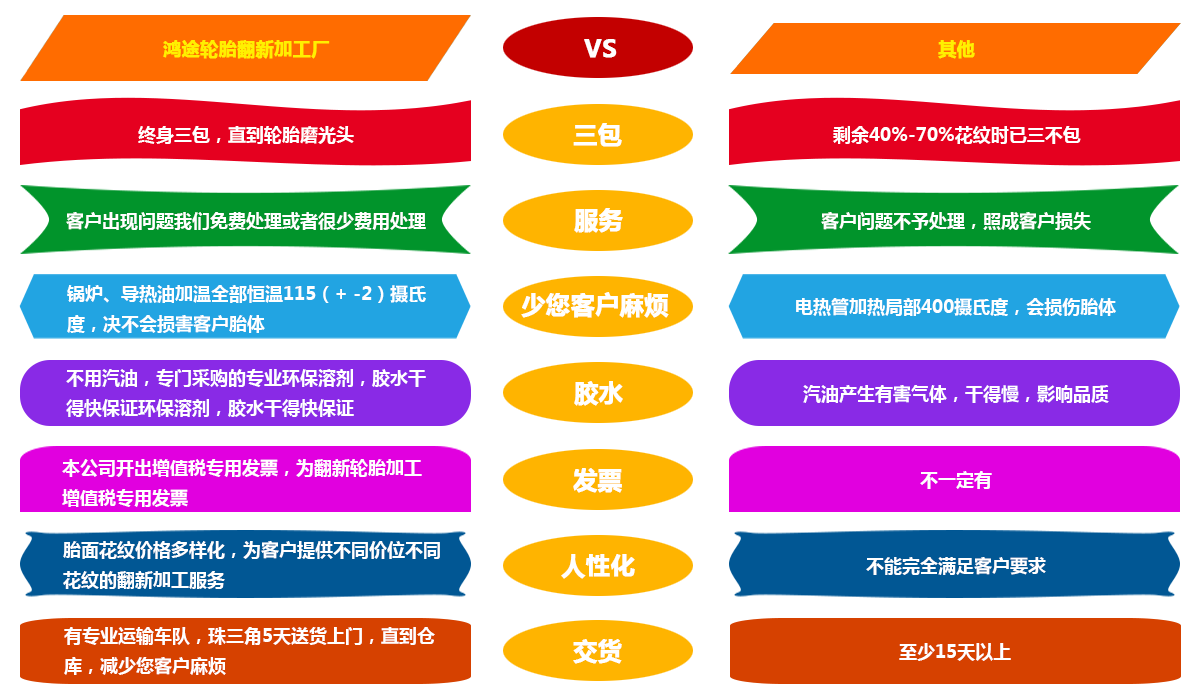 鸿途轮胎翻新加工厂
VS
其他
终身三包，直到轮胎磨光头
三包
剩余40%-70%花纹时已三不包
客户出现问题我们免费处理或者很少费用处理
服务
客户问题不予处理，照成客户损失
锅炉、导热油加温全部恒温115（+ -2）摄氏
度，决不会损害客户胎体
少您客户麻烦
电热管加热局部400摄氏度，会损伤胎体
不用汽油，专门采购的专业环保溶剂，胶水干
得快保证环保溶剂，胶水干得快保证
胶水
汽油产生有害气体，干得慢，影响品质
本公司开出增值税专用发票，为翻新轮胎加工
增值税专用发票
发票
不一定有
胎面花纹价格多样化，为客户提供不同价位不同
花纹的翻新加工服务
人性化
不能完全满足客户要求
有专业运输车队，珠三角5天送货上门，直到仓
库，减少您客户麻烦
交货
至少15天以上